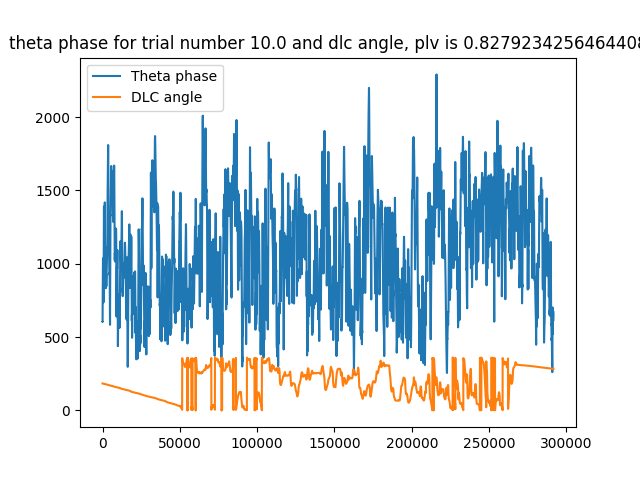 theta phase for trial number 10.0 and dlc angle, plv is 0.8279234256464408
Theta phase
DLC angle
2000
1500
1000
500
0
0 50000 100000 150000 200000 250000 300000